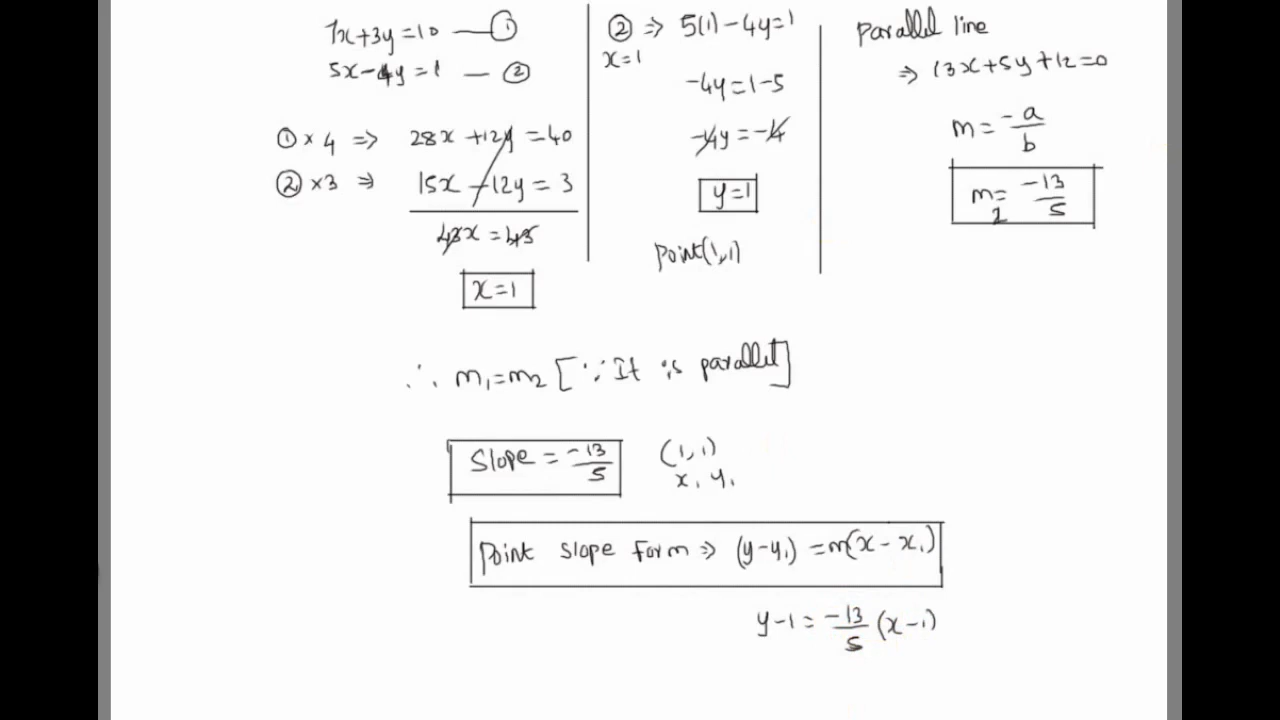 7x+3y=10 — ①
5x-4y=1 — ②
① × 4 ⇒ 28x +12y =40
② ×3 ⇒ 15x -12y = 3
43x = 43
x=1
② ⇒ 5(1)-4y=1
x=1
-4y=1-5
-4y=-4
y=1
Point(1,1)
Parallel line
⇒ 13x+5y+12=0
m = -a/b
m₂ = -13/5
∴ m₁=m₂ [∵ It is parallel]
Slope = -13/5 (1,1)
x₁ y₁
Point slope form ⇒ (y-y₁) =m(x-x₁)
y-1 = -13/5 (x-1)